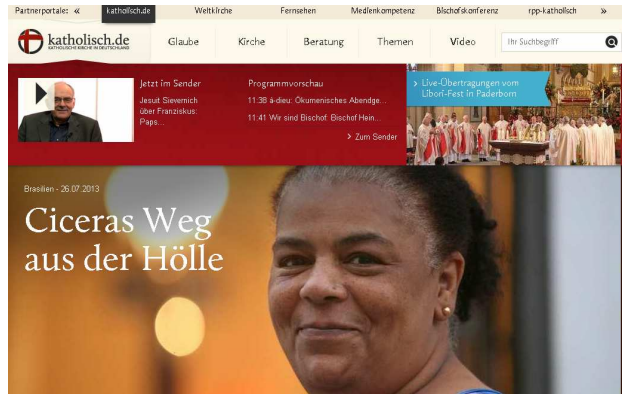 Partnerportale: « katholisch.de Weltkirche Fernsehen Medienkompetenz Bischofskonferenz rpp-katholisch »
katholisch.de
KATHOLISCHE KIRCHE IN DEUTSCHLAND
Glaube Kirche Beratung Themen Video Ihr Suchbegriff
Jetzt im Sender
Jesuit Sievernich
über Franziskus:
Paps...
Programmvorschau
11:38 à-dieu: Ökumenisches Abendge...
11:41 Wir sind Bischof: Bischof Hein...
> Zum Sender
> Live-Übertragungen vom
Libori-Fest in Paderborn
Brasilien - 26.07.2013
Ciceras Weg
aus der Hölle